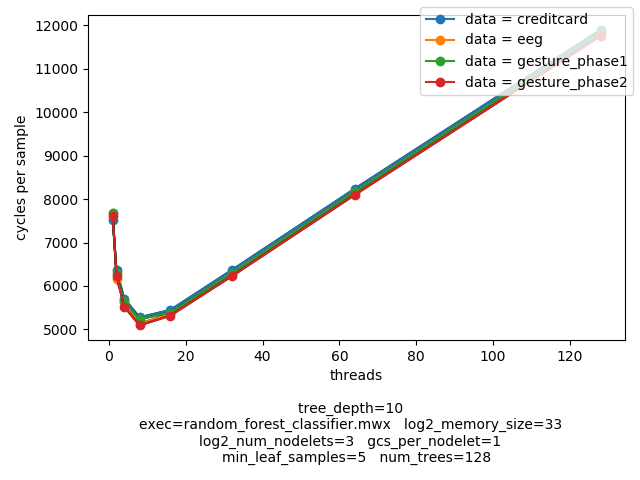 data = creditcard
data = eeg
data = gesture_phase1
data = gesture_phase2
12000
11000
10000
9000
8000
7000
6000
5000
cycles per sample
0 20 40 60 80 100 120
threads
tree_depth=10
exec=random_forest_classifier.mwx log2_memory_size=33
log2_num_nodelets=3 gcs_per_nodelet=1
min_leaf_samples=5 num_trees=128